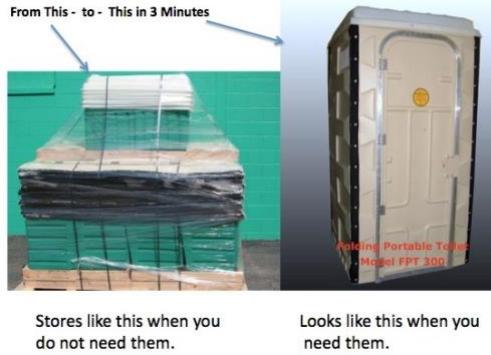 From This - to - This in 3 Minutes
Folding Portable Toilet
Model FPT 300
Stores like this when you
do not need them.
Looks like this when you
need them.